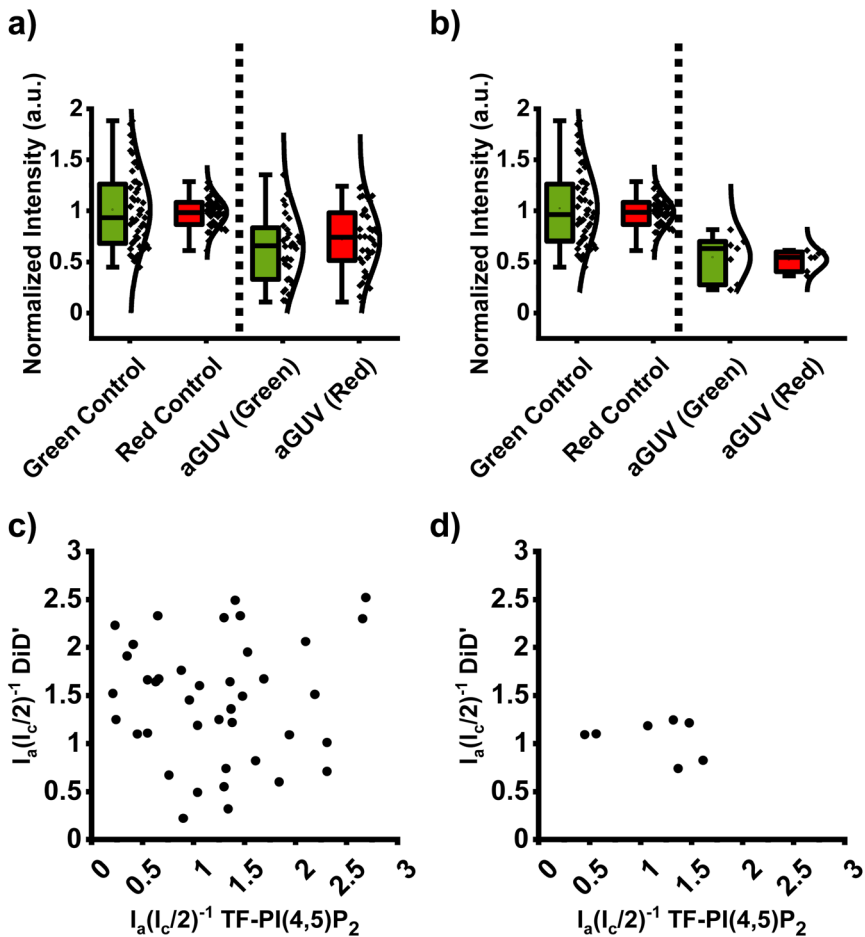 a)
Normalized Intensity (a.u.)
2
1.5
1
0.5
0
Green Control
Red Control
aGUV (Green)
aGUV (Red)
b)
Normalized Intensity (a.u.)
2
1.5
1
0.5
0
Green Control
Red Control
aGUV (Green)
aGUV (Red)
c)
Iₐ(I꜀/2)⁻¹ DiD'
3
2.5
2
1.5
1
0.5
0
0
0.5
1
1.5
2
2.5
3
Iₐ(I꜀/2)⁻¹ TF-PI(4,5)P₂
d)
Iₐ(I꜀/2)⁻¹ DiD'
3
2.5
2
1.5
1
0.5
0
0
0.5
1
1.5
2
2.5
3
Iₐ(I꜀/2)⁻¹ TF-PI(4,5)P₂